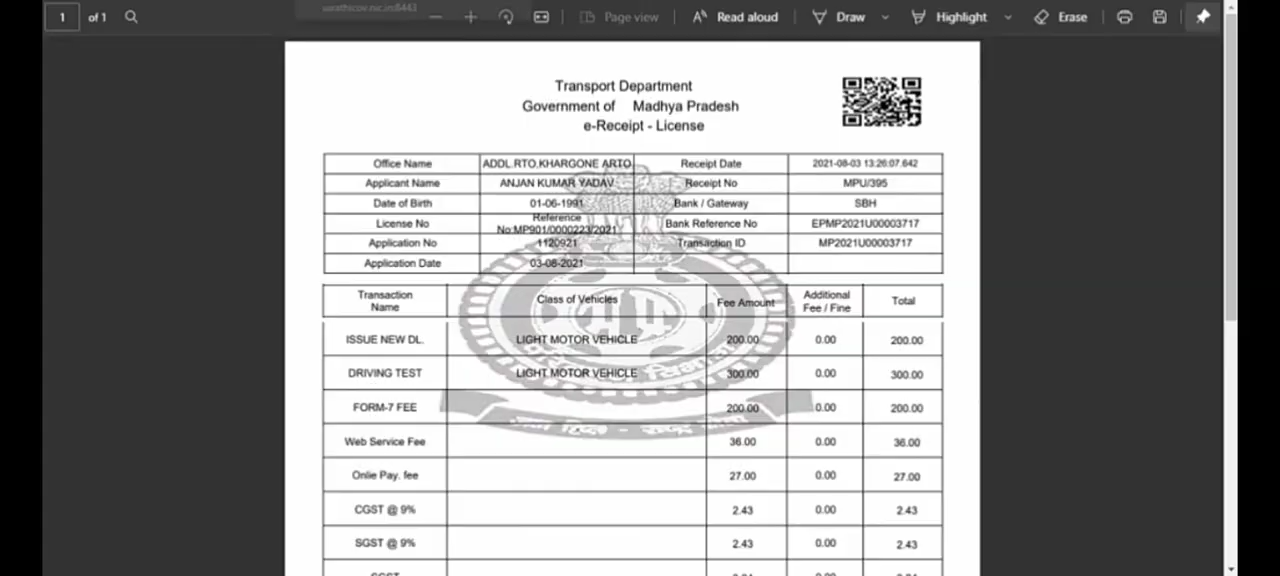 sarathicov.nic.in:8443
1 of 1 Page view Read aloud Draw Highlight Erase
Transport Department
Government of Madhya Pradesh
e-Receipt - License
Office Name ADDL.RTO,KHARGONE ARTO Receipt Date 2021-08-03 13:26:07.642
Applicant Name ANJAN KUMAR YADAV Receipt No MPU/395
Date of Birth 01-06-1991 Bank / Gateway SBH
License No Reference No:MP901/0000223/2021 Bank Reference No EPMP2021U00003717
Application No 1120921 Transaction ID MP2021U00003717
Application Date 03-08-2021
Transaction Name Class of Vehicles Fee Amount Additional Fee / Fine Total
ISSUE NEW DL. LIGHT MOTOR VEHICLE 200.00 0.00 200.00
DRIVING TEST LIGHT MOTOR VEHICLE 300.00 0.00 300.00
FORM-7 FEE 200.00 0.00 200.00
Web Service Fee 36.00 0.00 36.00
Onlie Pay. fee 27.00 0.00 27.00
CGST @ 9% 2.43 0.00 2.43
SGST @ 9% 2.43 0.00 2.43